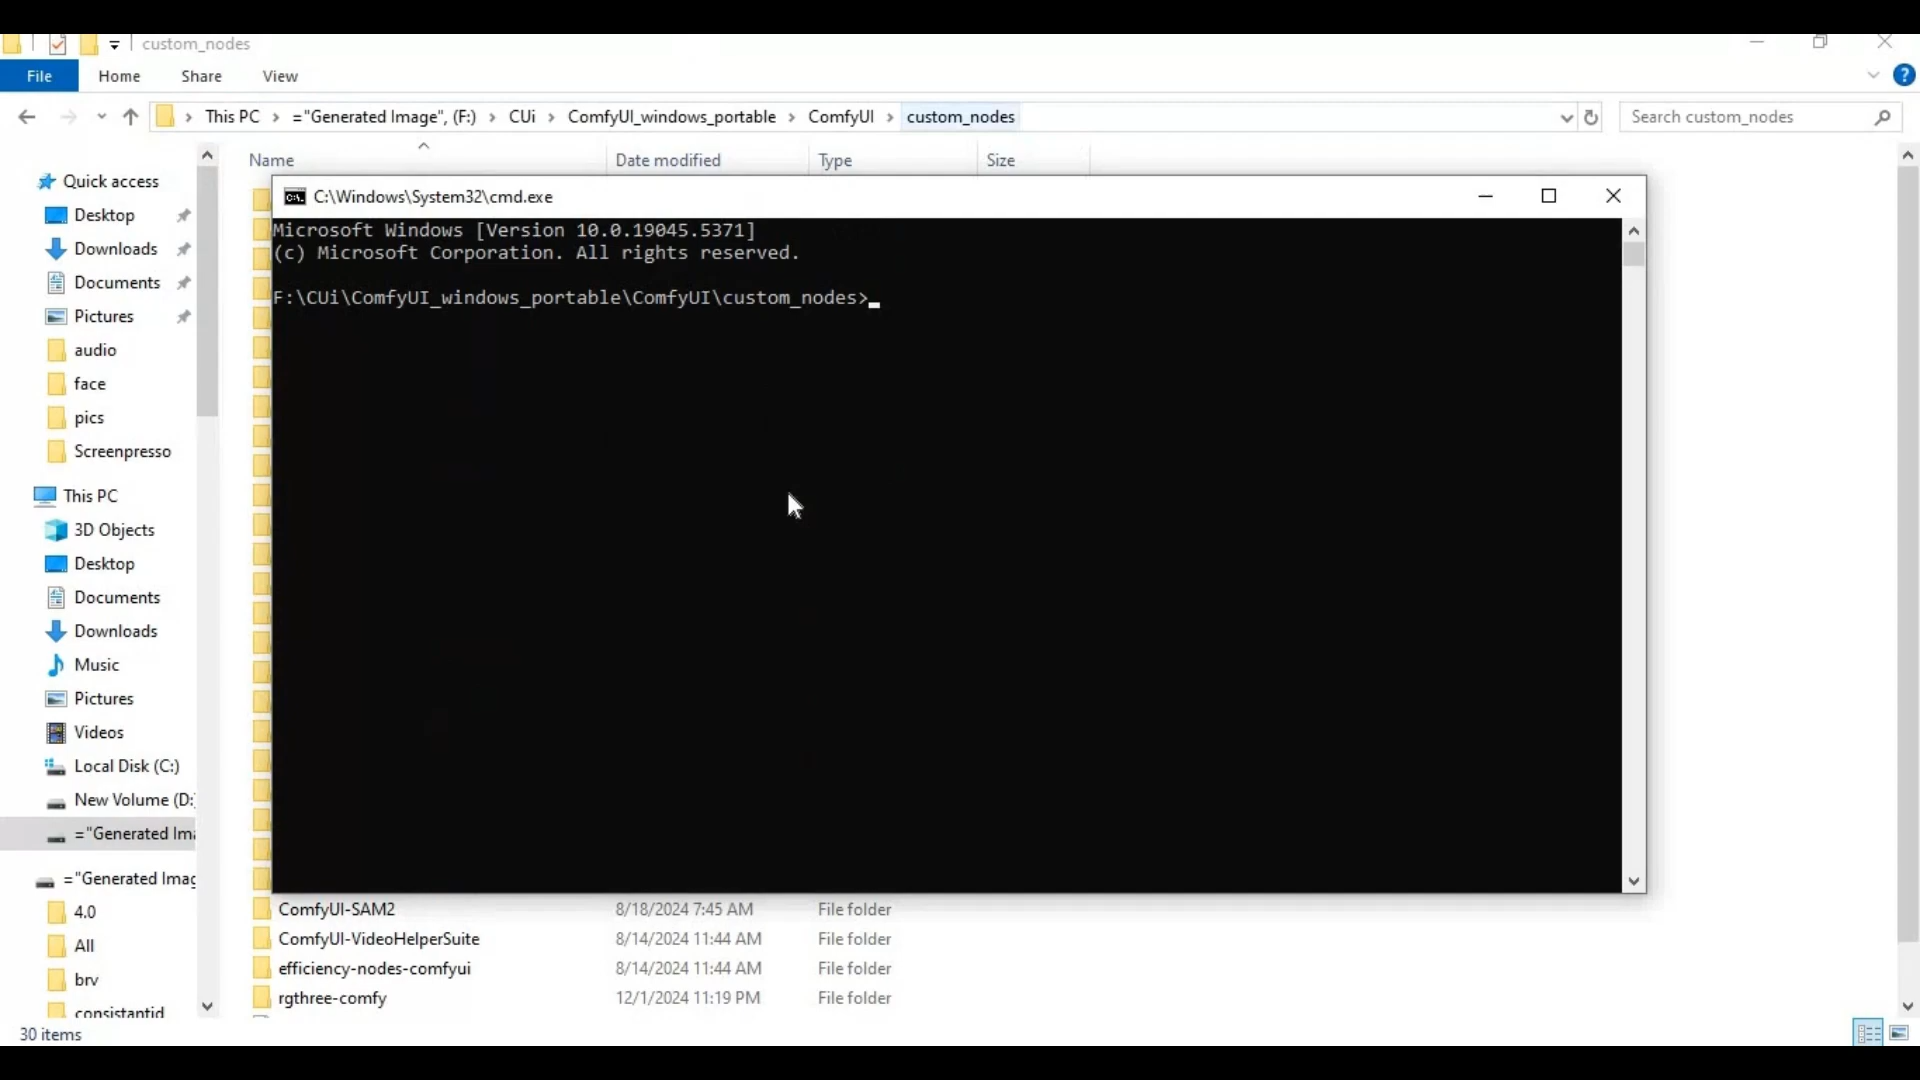 custom_nodes
File Home Share View
This PC > ="Generated Image", (F:) > CUi > ComfyUI_windows_portable > ComfyUI > custom_nodes
Search custom_nodes
Name Date modified Type Size
Quick access
Desktop
Downloads
Documents
Pictures
audio
face
pics
Screenpresso
This PC
3D Objects
Desktop
Documents
Downloads
Music
Pictures
Videos
Local Disk (C:)
New Volume (D:
="Generated Ima
="Generated Imag
4.0
All
brv
consistantid
C:\Windows\System32\cmd.exe
Microsoft Windows [Version 10.0.19045.5371]
(c) Microsoft Corporation. All rights reserved.
F:\CUi\ComfyUI_windows_portable\ComfyUI\custom_nodes>
ComfyUI-SAM2 8/18/2024 7:45 AM File folder
ComfyUI-VideoHelperSuite 8/14/2024 11:44 AM File folder
efficiency-nodes-comfyui 8/14/2024 11:44 AM File folder
rgthree-comfy 12/1/2024 11:19 PM File folder
30 items